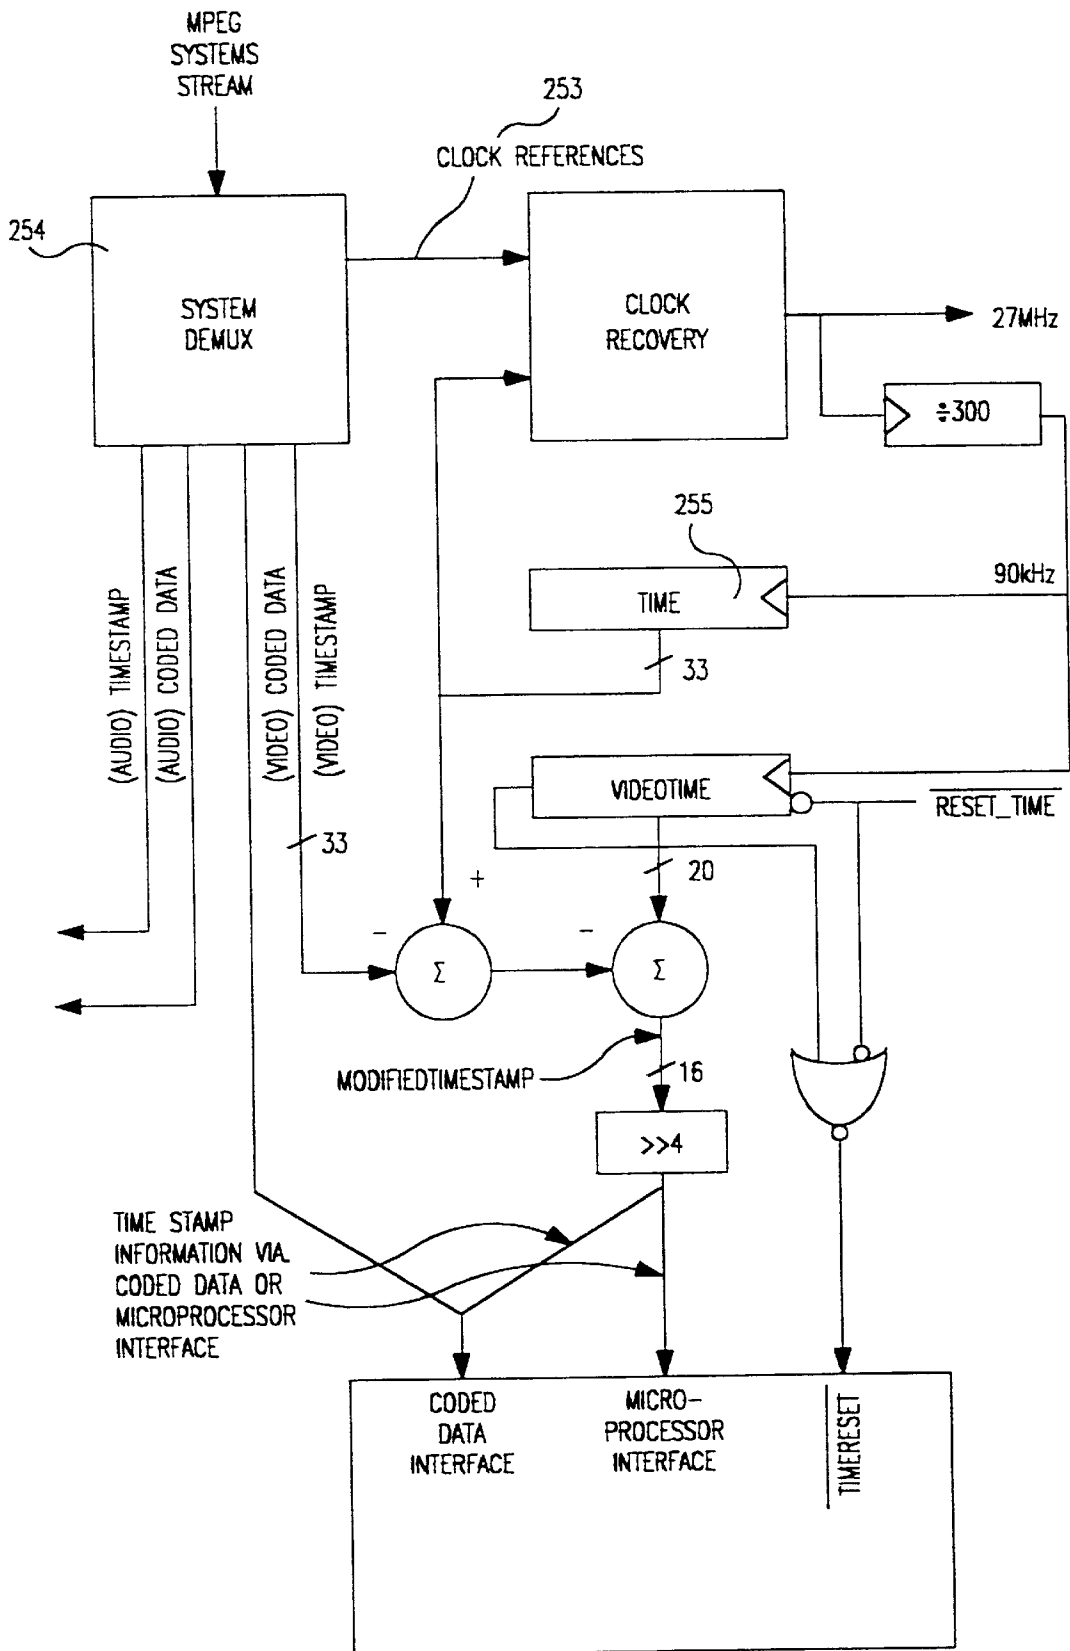 MPEG
SYSTEMS
STREAM
253
CLOCK REFERENCES
254
SYSTEM
DEMUX
CLOCK
RECOVERY
27MHz
÷300
255
TIME
90kHz
33
(AUDIO) TIMESTAMP
(AUDIO) CODED DATA
(VIDEO) CODED DATA
(VIDEO) TIMESTAMP
33
VIDEOTIME
RESET_TIME
20
+
-
Σ
-
Σ
MODIFIEDTIMESTAMP
16
>>4
TIME STAMP
INFORMATION VIA
CODED DATA OR
MICROPROCESSOR
INTERFACE
CODED
DATA
INTERFACE
MICRO-
PROCESSOR
INTERFACE
TIMERESET